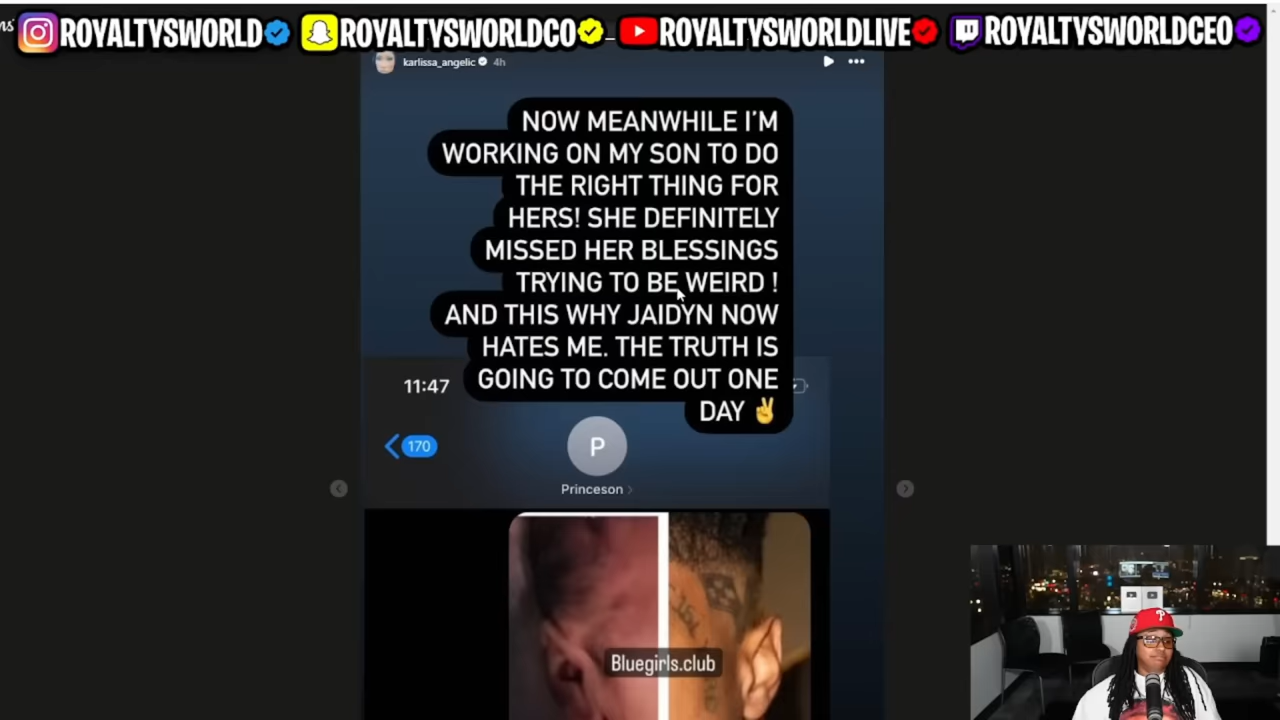 ROYALTYSWORLD ROYALTYSWORLDCO ROYALTYSWORLDLIVE ROYALTYSWORLDCEO
karlissa_angelic 4h
NOW MEANWHILE I'M
WORKING ON MY SON TO DO
THE RIGHT THING FOR
HERS! SHE DEFINITELY
MISSED HER BLESSINGS
TRYING TO BE WEIRD !
AND THIS WHY JAIDYN NOW
HATES ME. THE TRUTH IS
GOING TO COME OUT ONE
DAY ✌️
11:47
170
P
Princeson
Bluegirls.club